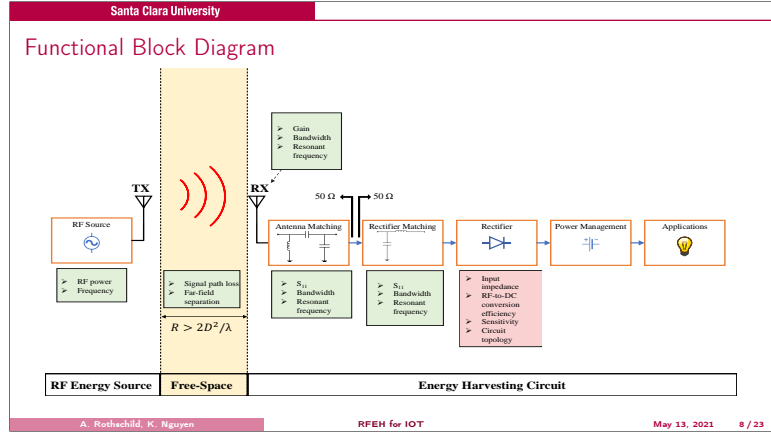 Santa Clara University
Functional Block Diagram
➢ Gain
➢ Bandwidth
➢ Resonant
frequency
TX
RX
50 Ω
50 Ω
RF Source
Antenna Matching
Rectifier Matching
Rectifier
Power Management
Applications
➢ RF power
➢ Frequency
➢ Signal path loss
➢ Far-field
separation
➢ S₁₁
➢ Bandwidth
➢ Resonant
frequency
➢ S₁₁
➢ Bandwidth
➢ Resonant
frequency
➢ Input
impedance
➢ RF-to-DC
conversion
efficiency
➢ Sensitivity
➢ Circuit
topology
R > 2D²/λ
RF Energy Source
Free-Space
Energy Harvesting Circuit
A. Rothschild, K. Nguyen
RFEH for IOT
May 13, 2021
8 / 23